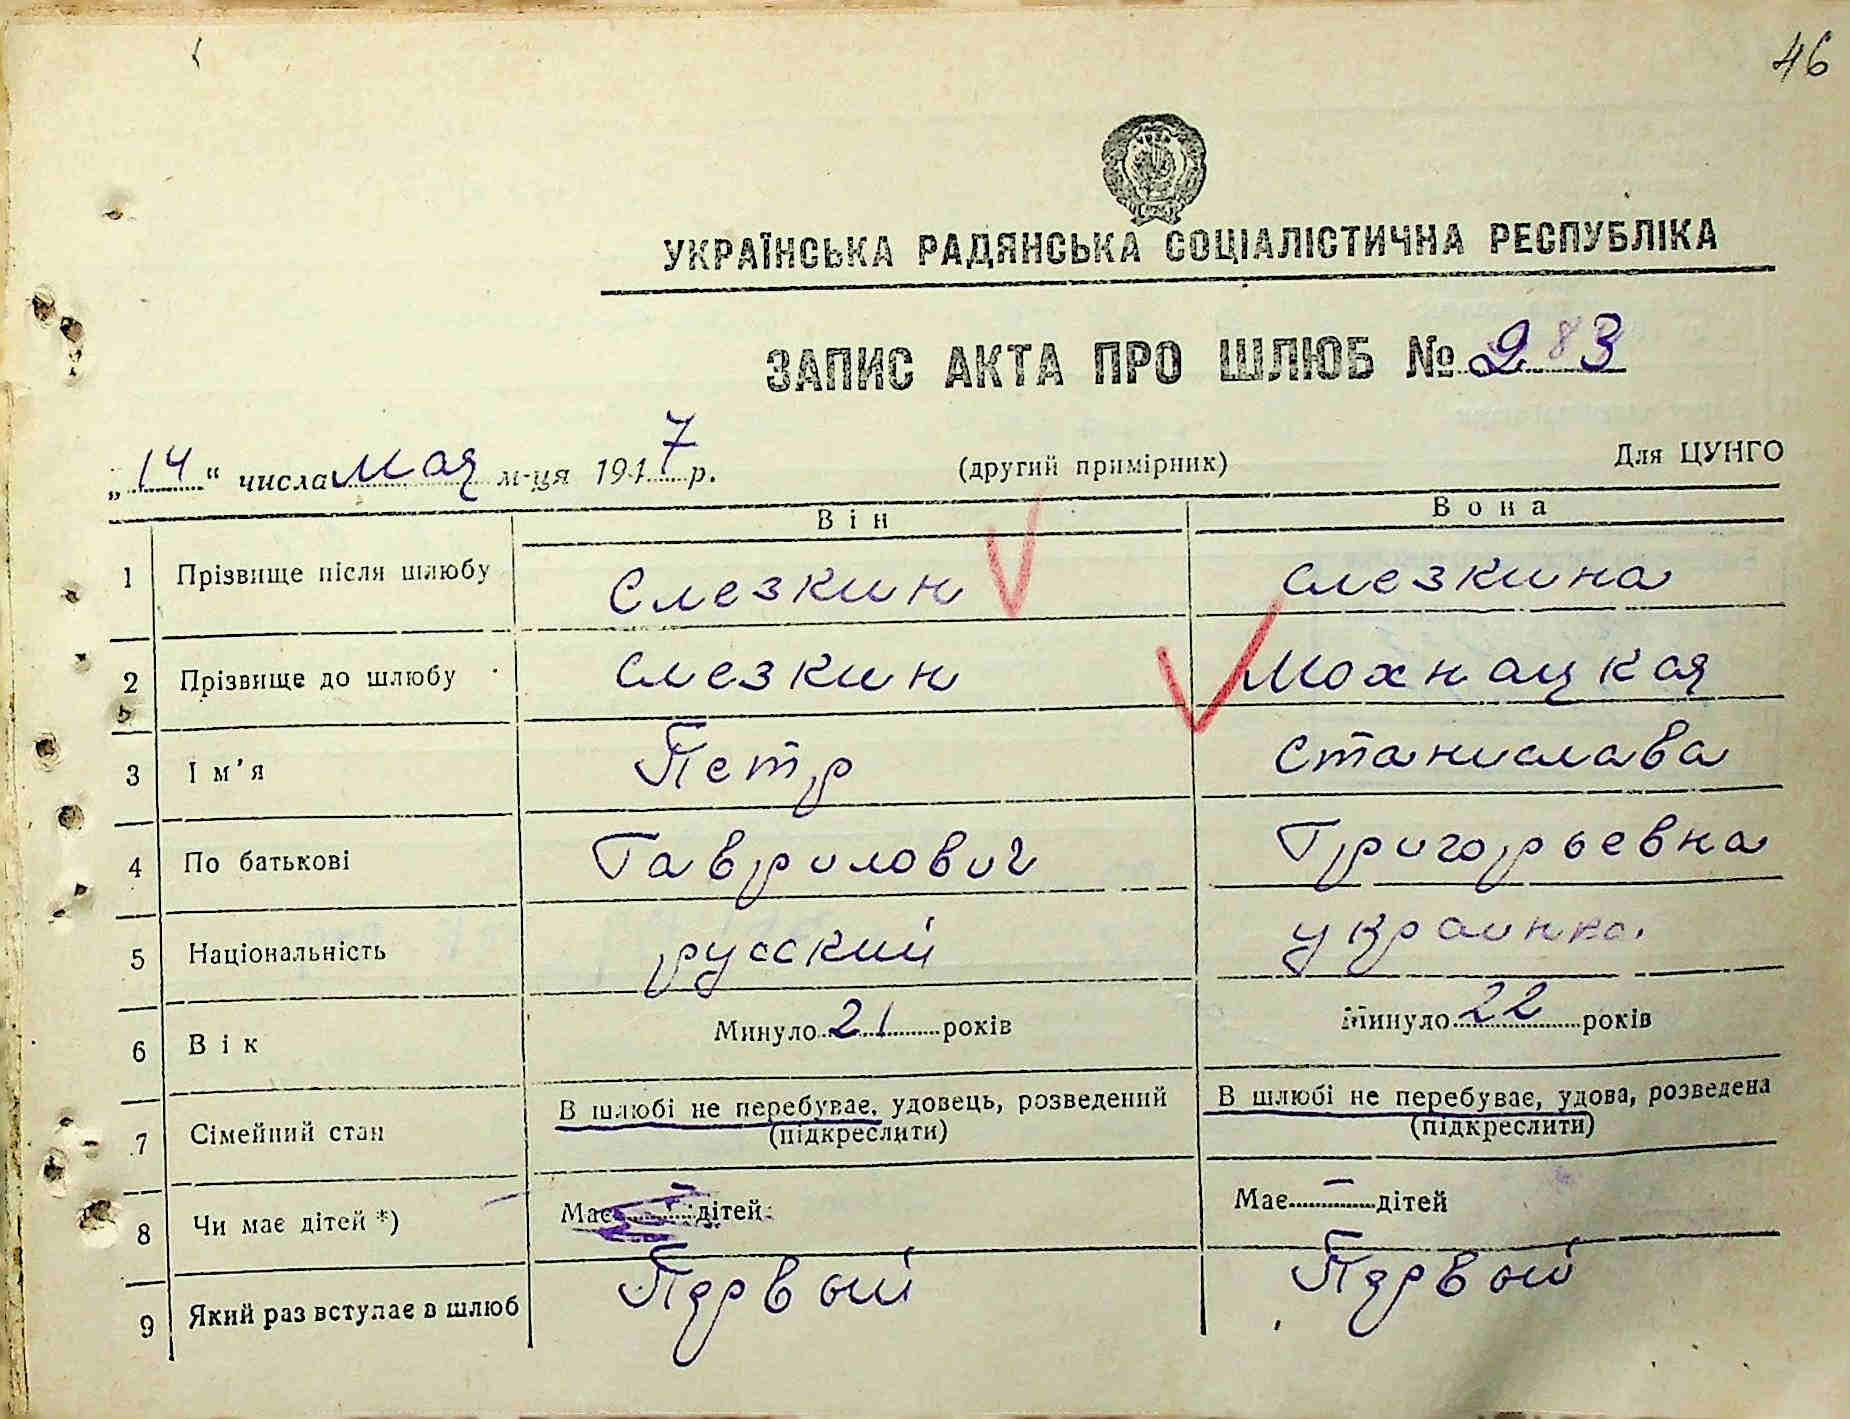 46
УКРАЇНСЬКА РАДЯНСЬКА СОЦІАЛІСТИЧНА РЕСПУБЛІКА
ЗАПИС АКТА ПРО ШЛЮБ № 283
„14“ числа Мая м-ця 1947 р. (другий примірник) Для ЦУНГО
Він Вона
1 Прізвище після шлюбу Слезкин Слезкина
2 Прізвище до шлюбу Слезкин Мохнацкая
3 Ім'я Петр Станислава
4 По батькові Гаврилович Григорьевна
5 Національність русский украинка
6 Вік Минуло 21 років Минуло 22 років
7 Сімейний стан В шлюбі не перебуває, удовець, розведений В шлюбі не перебуває, удова, розведена
(підкреслити) (підкреслити)
8 Чи має дітей *) Має дітей Має — дітей
9 Який раз вступає в шлюб Первый Первый